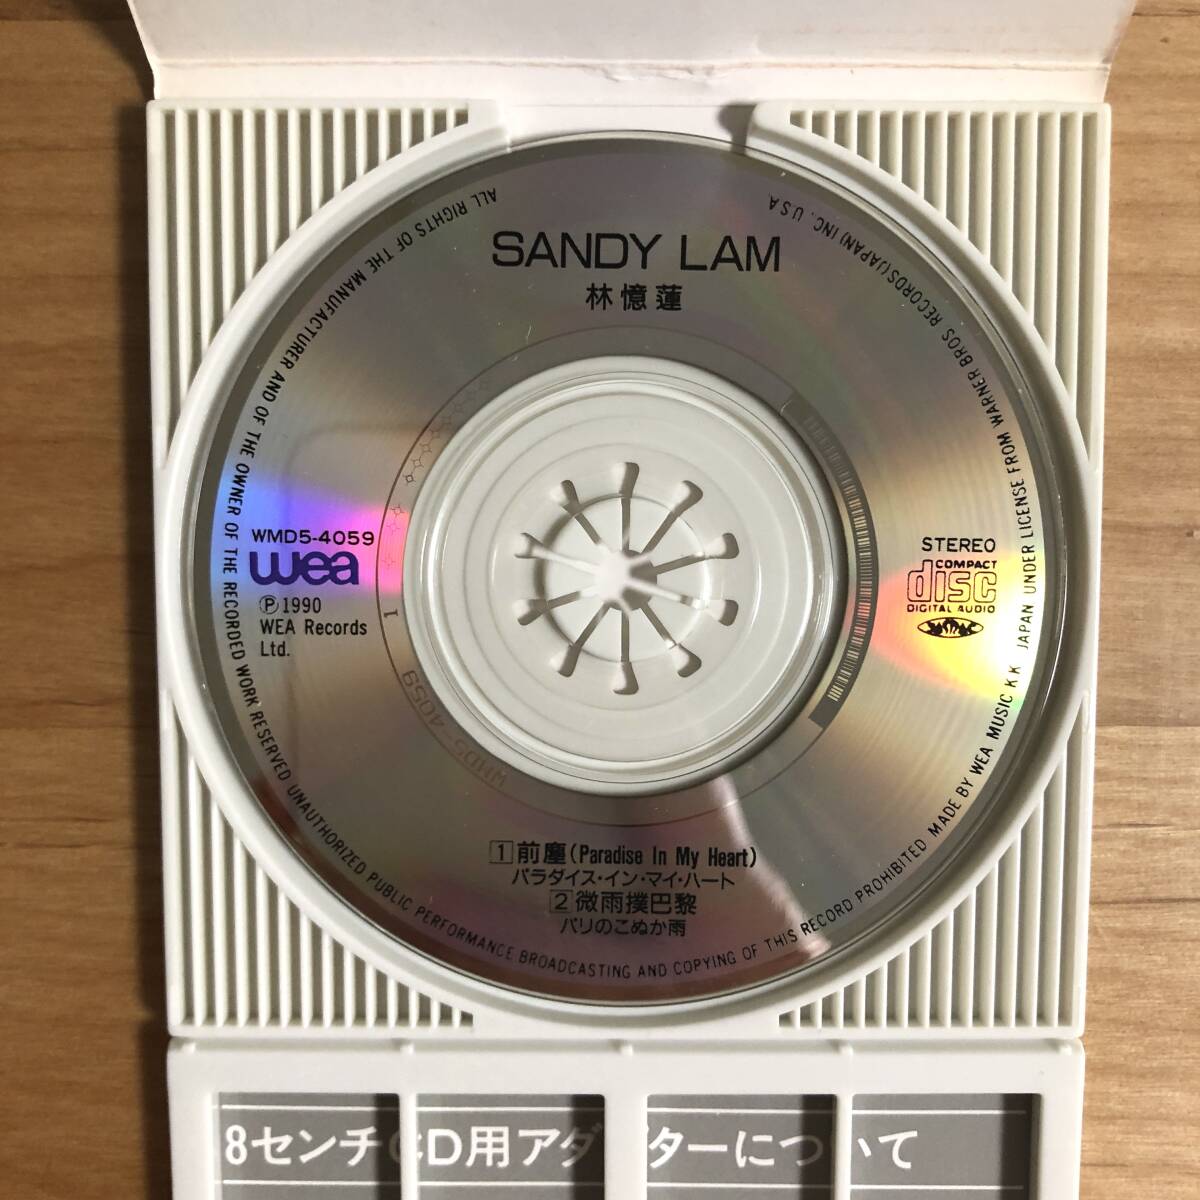 SANDY LAM
林憶蓮
WMD5-4059
wea
Ⓟ1990
WEA Records
Ltd.
STEREO
COMPACT
disc
DIGITAL AUDIO
1 前塵(Paradise In My Heart)
パラダイス・イン・マイ・ハート
2 微雨撲巴黎
パリのこぬか雨
ALL RIGHTS OF THE MANUFACTURER AND OF THE OWNER OF THE RECORDED WORK RESERVED UNAUTHORIZED PUBLIC PERFORMANCE BROADCASTING AND COPYING OF THIS RECORD PROHIBITED MADE BY WEA MUSIC K.K. JAPAN UNDER LICENSE FROM WARNER BROS RECORDS (JAPAN) INC. U.S.A
WMD5-4059 1
8センチCD用アダプターについて